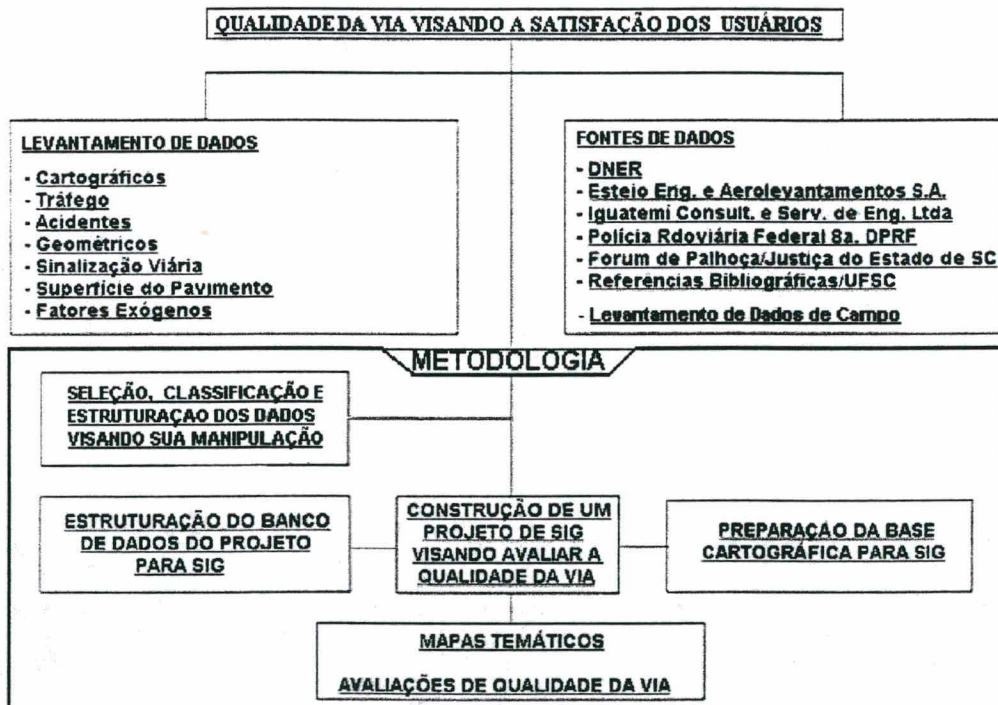 QUALIDADE DA VIA VISANDO A SATISFAÇÃO DOS USUÁRIOS
LEVANTAMENTO DE DADOS
- Cartográficos
- Tráfego
- Acidentes
- Geométricos
- Sinalização Viária
- Superfície do Pavimento
- Fatores Exógenos
FONTES DE DADOS
- DNER
- Esteio Eng. e Aerolevantamentos S.A.
- Iguatemi Consult. e Serv. de Eng. Ltda
- Polícia Rdoviária Federal 8a. DPRF
- Forum de Palhoça/Justiça do Estado de SC
- Referências Bibliográficas/UFSC
- Levantamento de Dados de Campo
METODOLOGIA
SELEÇÃO, CLASSIFICAÇÃO E
ESTRUTURAÇAO DOS DADOS
VISANDO SUA MANIPULAÇÃO
ESTRUTURAÇÃO DO BANCO
DE DADOS DO PROJETO
PARA SIG
CONSTRUÇÃO DE UM
PROJETO DE SIG
VISANDO AVALIAR A
QUALIDADE DA VIA
PREPARAÇÃO DA BASE
CARTOGRÁFICA PARA SIG
MAPAS TEMÁTICOS
AVALIAÇÕES DE QUALIDADE DA VIA